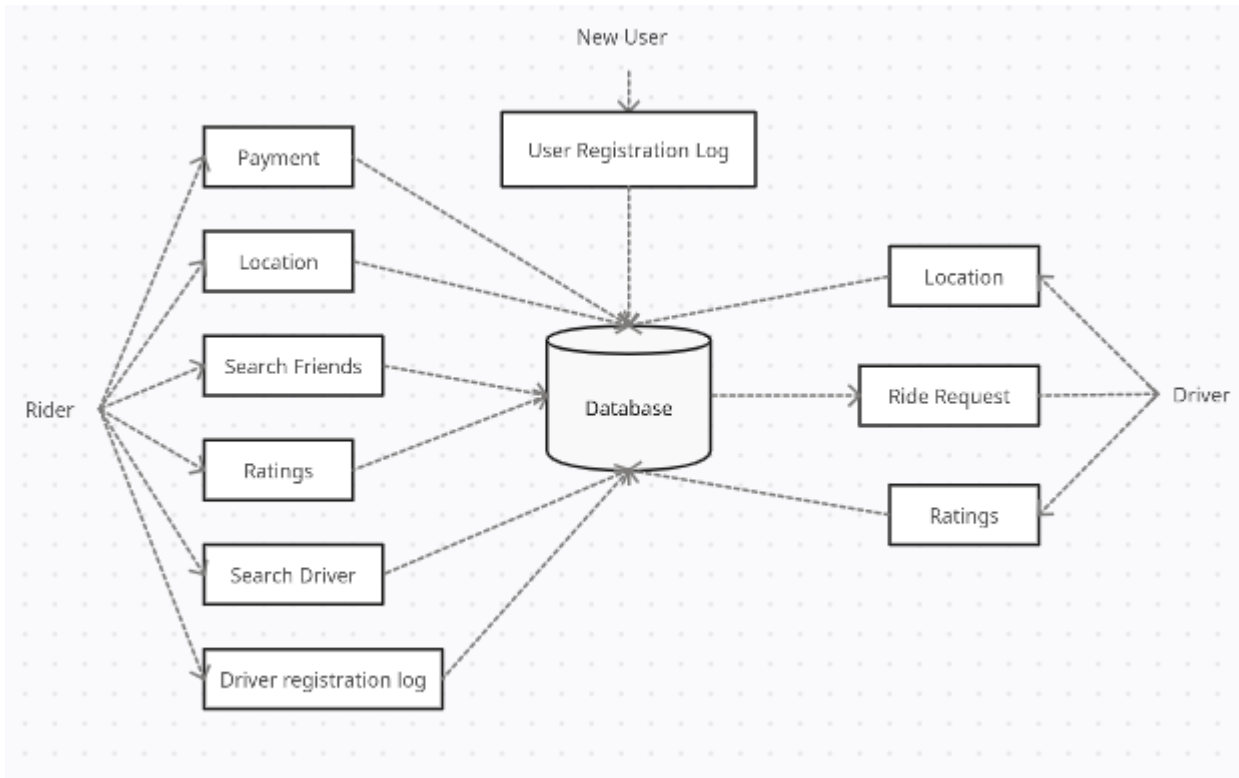 New User
User Registration Log
Payment
Location
Search Friends
Ratings
Search Driver
Driver registration log
Rider
Database
Location
Ride Request
Ratings
Driver